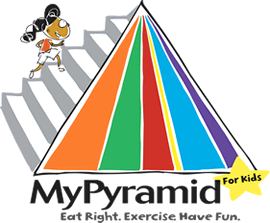 MyPyramid
For Kids
Eat Right. Exercise. Have Fun.